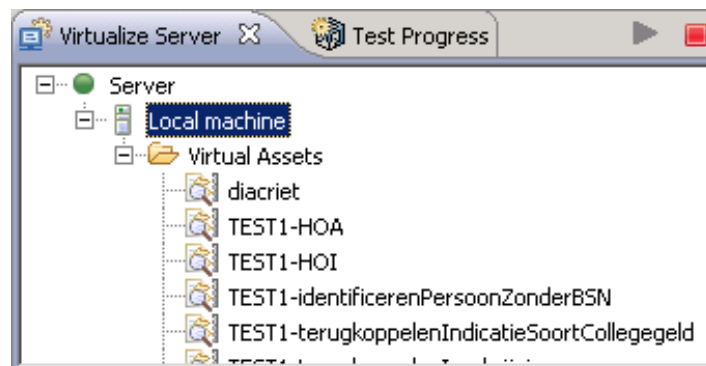 Virtualize Server Test Progress
Server
Local machine
Virtual Assets
diacriet
TEST1-HOA
TEST1-HOI
TEST1-identificerenPersoonZonderBSN
TEST1-terugkoppelenIndicatieSoortCollegegeld